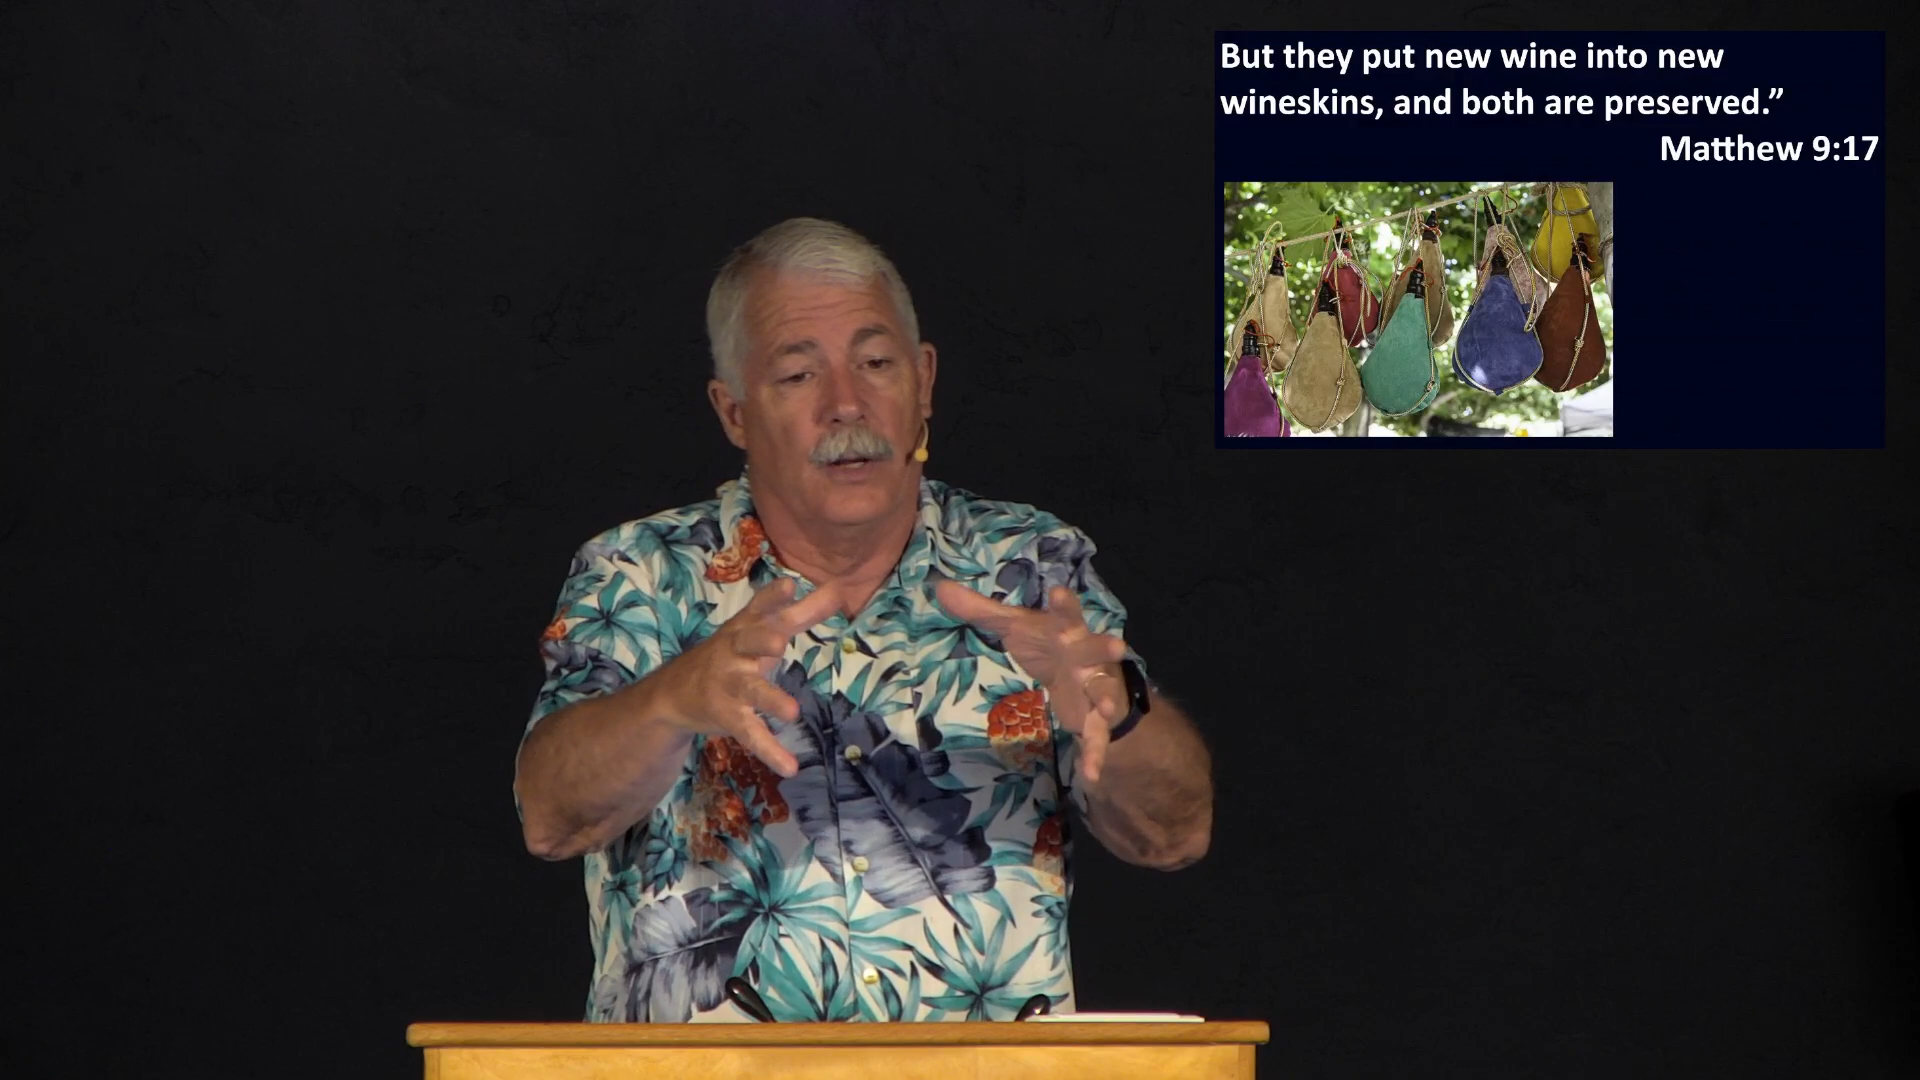 But they put new wine into new
wineskins, and both are preserved.”
Matthew 9:17